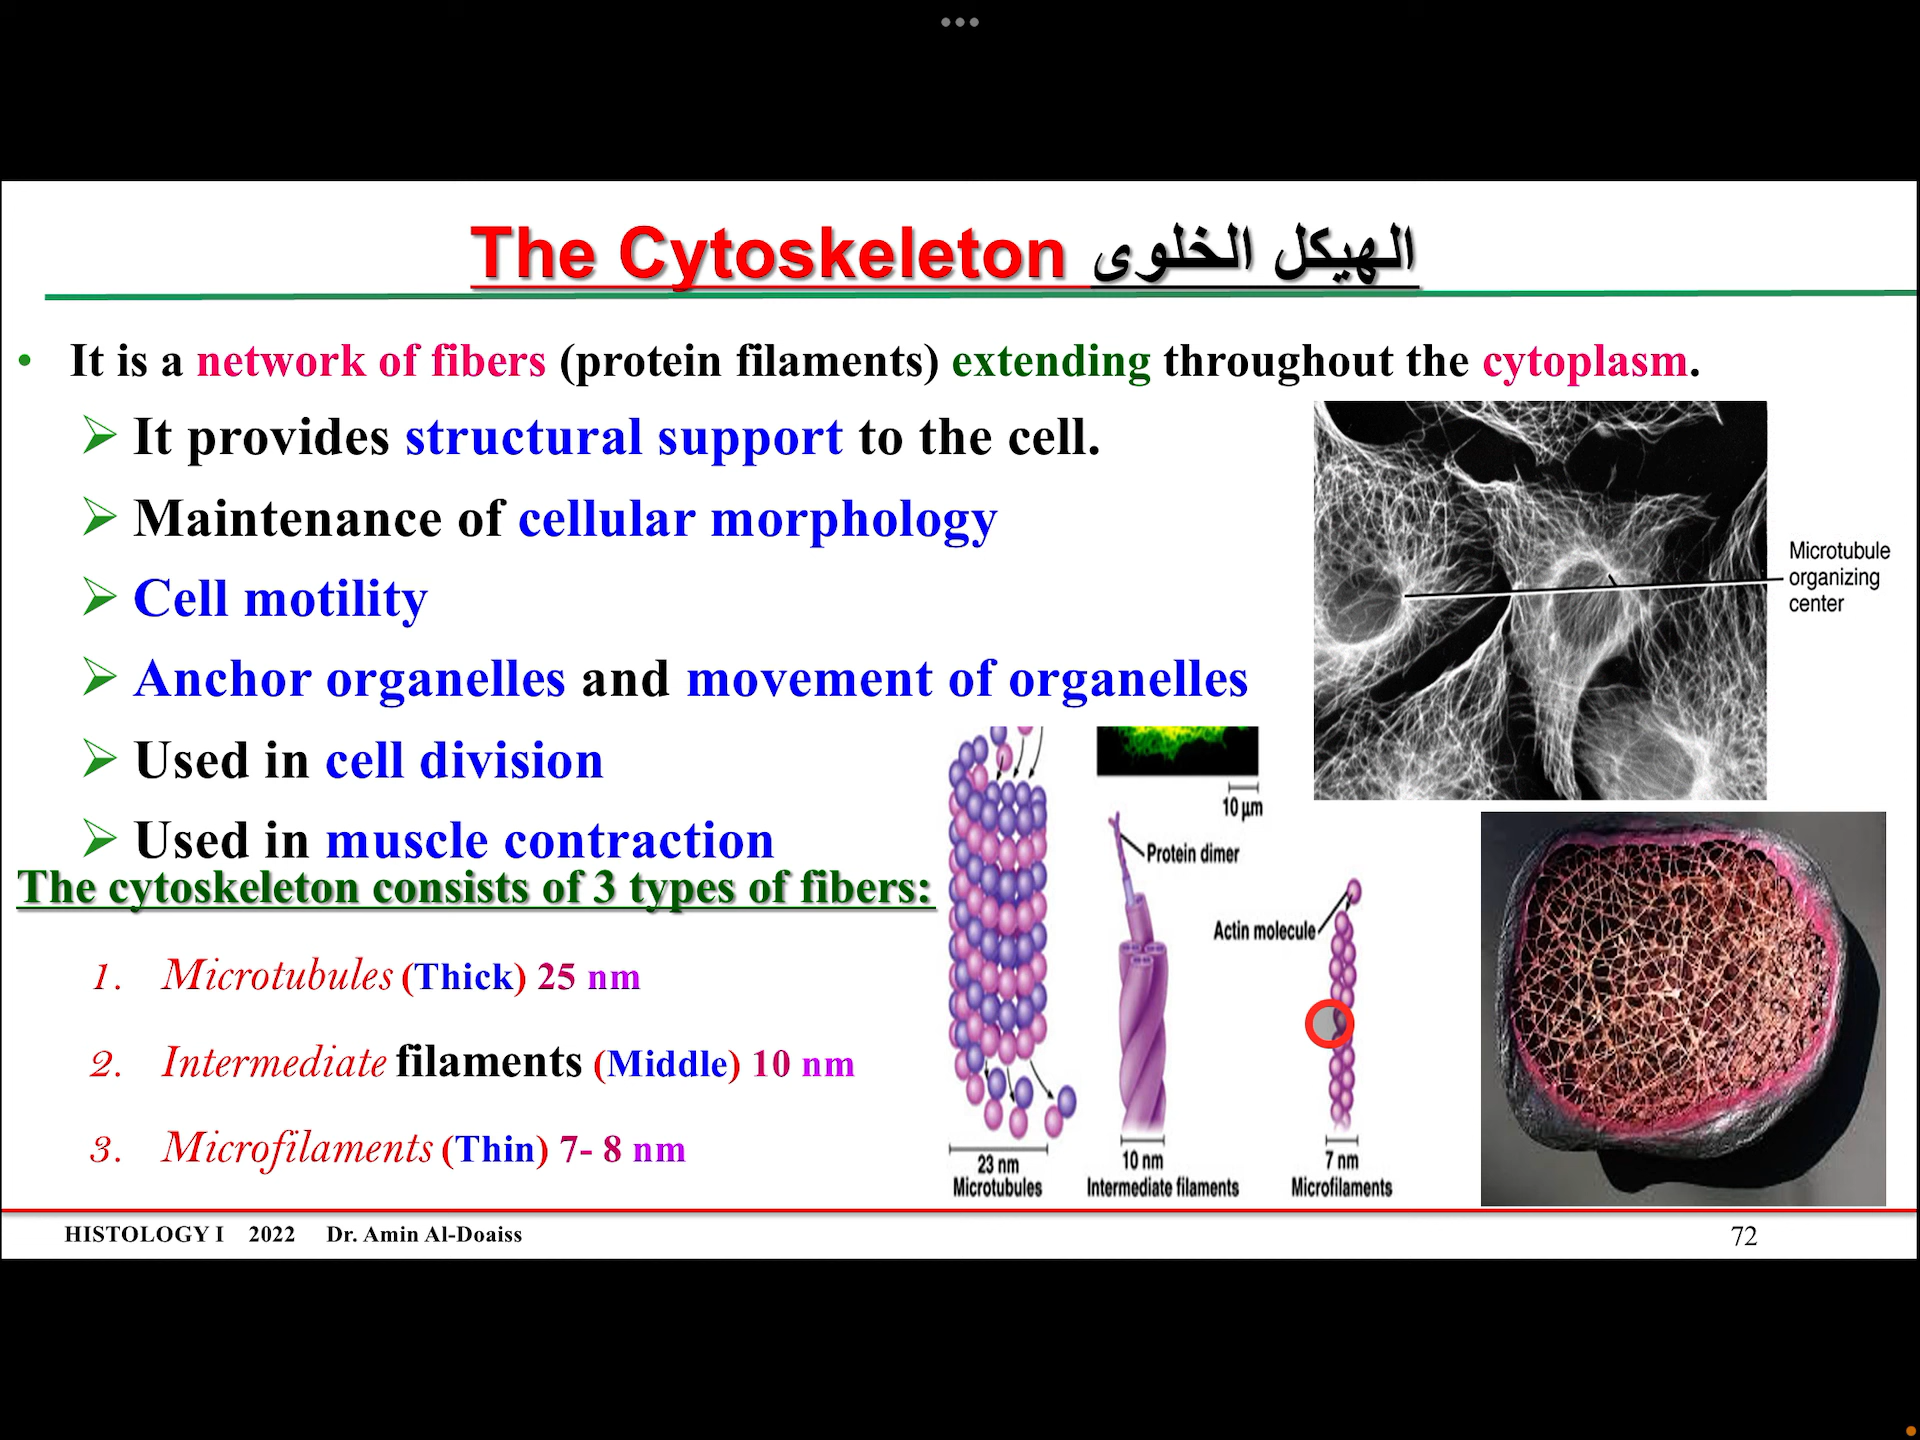 The Cytoskeleton الهيكل الخلوى
• It is a network of fibers (protein filaments) extending throughout the cytoplasm.
➢ It provides structural support to the cell.
➢ Maintenance of cellular morphology
➢ Cell motility
➢ Anchor organelles and movement of organelles
➢ Used in cell division
➢ Used in muscle contraction
The cytoskeleton consists of 3 types of fibers:
1. Microtubules (Thick) 25 nm
2. Intermediate filaments (Middle) 10 nm
3. Microfilaments (Thin) 7- 8 nm
Microtubule
organizing
center
10 µm
Protein dimer
Actin molecule
23 nm
Microtubules
10 nm
Intermediate filaments
7 nm
Microfilaments
HISTOLOGY I 2022 Dr. Amin Al-Doaiss
72